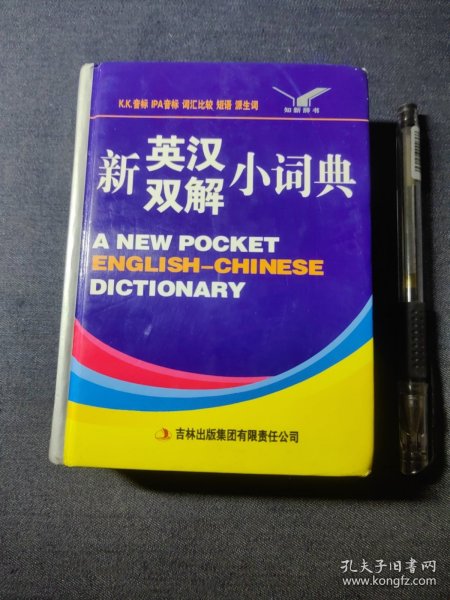 K.K.音标 IPA音标 词汇比较 短语 派生词
知新辞书
新英汉双解小词典
A NEW POCKET
ENGLISH-CHINESE
DICTIONARY
吉林出版集团有限责任公司
孔夫子旧书网
www.kongfz.com